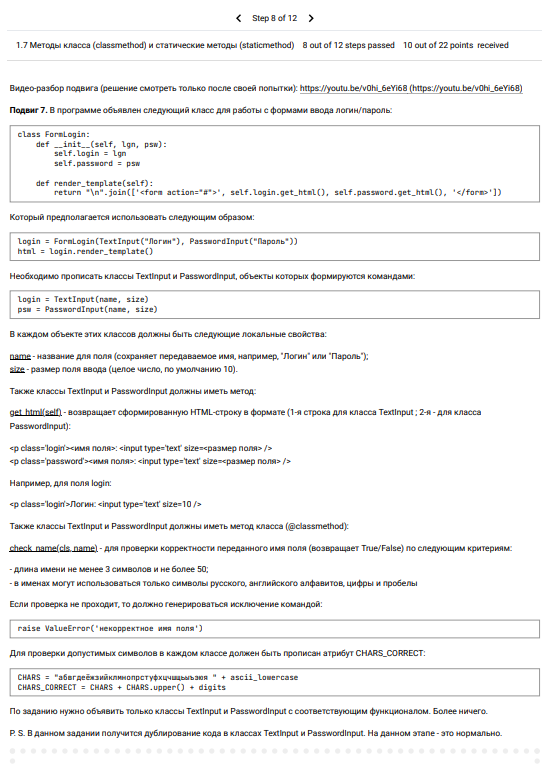 Step 8 of 12
1.7 Методы класса (classmethod) и статические методы (staticmethod) 8 out of 12 steps passed 10 out of 22 points received
Видео-разбор подвига (решение смотреть только после своей попытки): https://youtu.be/v0hi_6eYi68 (https://youtu.be/v0hi_6eYi68)
Подвиг 7. В программе объявлен следующий класс для работы с формами ввода логин/пароль:
class FormLogin:
    def __init__(self, lgn, psw):
        self.login = lgn
        self.password = psw
    def render_template(self):
        return "\n".join(['<form action="#">', self.login.get_html(), self.password.get_html(), '</form>'])
Который предполагается использовать следующим образом:
login = FormLogin(TextInput("Логин"), PasswordInput("Пароль"))
html = login.render_template()
Необходимо прописать классы TextInput и PasswordInput, объекты которых формируются командами:
login = TextInput(name, size)
psw = PasswordInput(name, size)
В каждом объекте этих классов должны быть следующие локальные свойства:
name - название для поля (сохраняет передаваемое имя, например, "Логин" или "Пароль");
size - размер поля ввода (целое число, по умолчанию 10).
Также классы TextInput и PasswordInput должны иметь метод:
get_html(self) - возвращает сформированную HTML-строку в формате (1-я строка для класса TextInput ; 2-я - для класса
PasswordInput):
<p class='login'><имя поля>: <input type='text' size=<размер поля> />
<p class='password'><имя поля>: <input type='text' size=<размер поля> />
Например, для поля login:
<p class='login'>Логин: <input type='text' size=10 />
Также классы TextInput и PasswordInput должны иметь метод класса (@classmethod):
check_name(cls, name) - для проверки корректности переданного имя поля (возвращает True/False) по следующим критериям:
- длина имени не менее 3 символов и не более 50;
- в именах могут использоваться только символы русского, английского алфавитов, цифры и пробелы
Если проверка не проходит, то должно генерироваться исключение командой:
raise ValueError('некорректное имя поля')
Для проверки допустимых символов в каждом классе должен быть прописан атрибут CHARS_CORRECT:
CHARS = "абвгдеёжзийклмнопрстуфхцчшщьыъэюя " + ascii_lowercase
CHARS_CORRECT = CHARS + CHARS.upper() + digits
По заданию нужно объявить только классы TextInput и PasswordInput с соответствующим функционалом. Более ничего.
P. S. В данном задании получится дублирование кода в классах TextInput и PasswordInput. На данном этапе - это нормально.